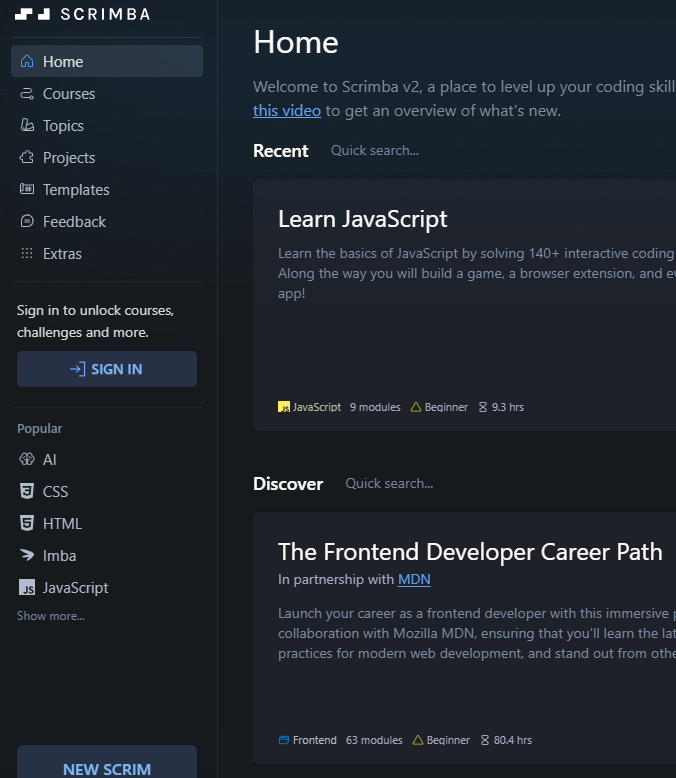 SCRIMBA
Home
Courses
Topics
Projects
Templates
Feedback
Extras
Sign in to unlock courses,
challenges and more.
SIGN IN
Popular
AI
CSS
HTML
Imba
JavaScript
Show more...
NEW SCRIM
Home
Welcome to Scrimba v2, a place to level up your coding skill
this video to get an overview of what's new.
Recent Quick search...
Learn JavaScript
Learn the basics of JavaScript by solving 140+ interactive coding
Along the way you will build a game, a browser extension, and ev
app!
JS JavaScript 9 modules Beginner 9.3 hrs
Discover Quick search...
The Frontend Developer Career Path
In partnership with MDN
Launch your career as a frontend developer with this immersive p
collaboration with Mozilla MDN, ensuring that you'll learn the lat
practices for modern web development, and stand out from othe
Frontend 63 modules Beginner 80.4 hrs